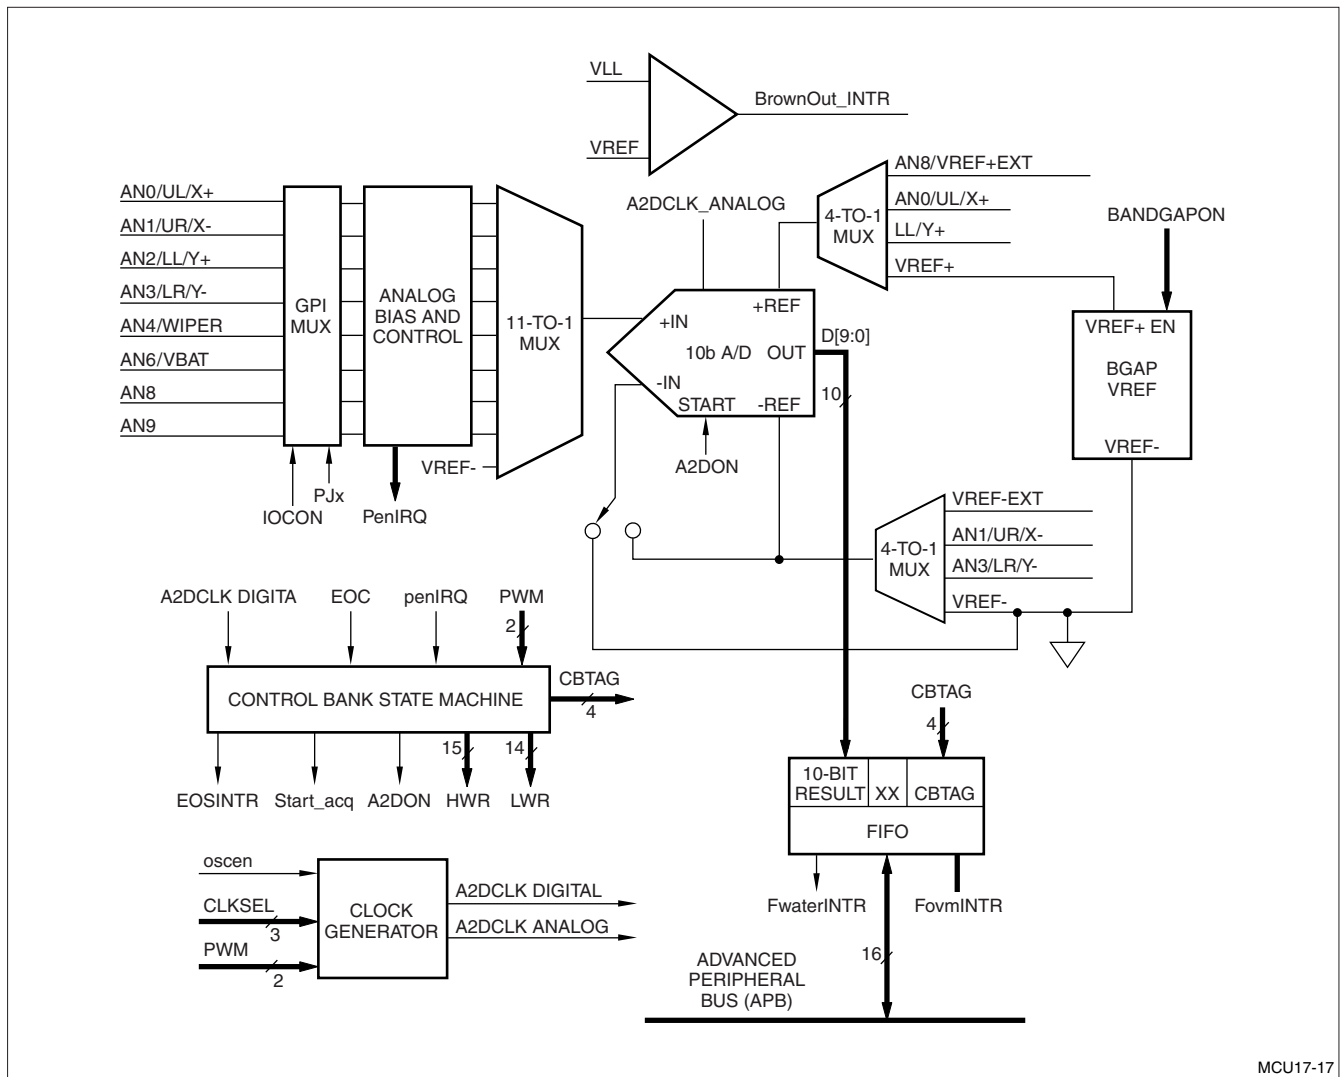 VLL
BrownOut_INTR
VREF
AN8/VREF+EXT
AN0/UL/X+
LL/Y+
VREF+
4-TO-1
MUX
BANDGAPON
A2DCLK_ANALOG
AN0/UL/X+
AN1/UR/X-
AN2/LL/Y+
AN3/LR/Y-
AN4/WIPER
AN6/VBAT
AN8
AN9
GPI
MUX
ANALOG
BIAS AND
CONTROL
11-TO-1
MUX
VREF-
IOCON
PJx
PenIRQ
+REF
+IN
10b A/D
OUT
-IN
START
-REF
D[9:0]
10
A2DON
VREF+ EN
BGAP
VREF
VREF-
4-TO-1
MUX
VREF-EXT
AN1/UR/X-
AN3/LR/Y-
VREF-
A2DCLK DIGITA
EOC
penIRQ
PWM
2
CONTROL BANK STATE MACHINE
CBTAG
4
15
14
EOSINTR
Start_acq
A2DON
HWR
LWR
CBTAG
4
10-BIT
RESULT
XX
CBTAG
FIFO
FwaterINTR
FovrnINTR
16
oscen
CLKSEL
3
PWM
2
CLOCK
GENERATOR
A2DCLK DIGITAL
A2DCLK ANALOG
ADVANCED
PERIPHERAL
BUS (APB)
MCU17-17